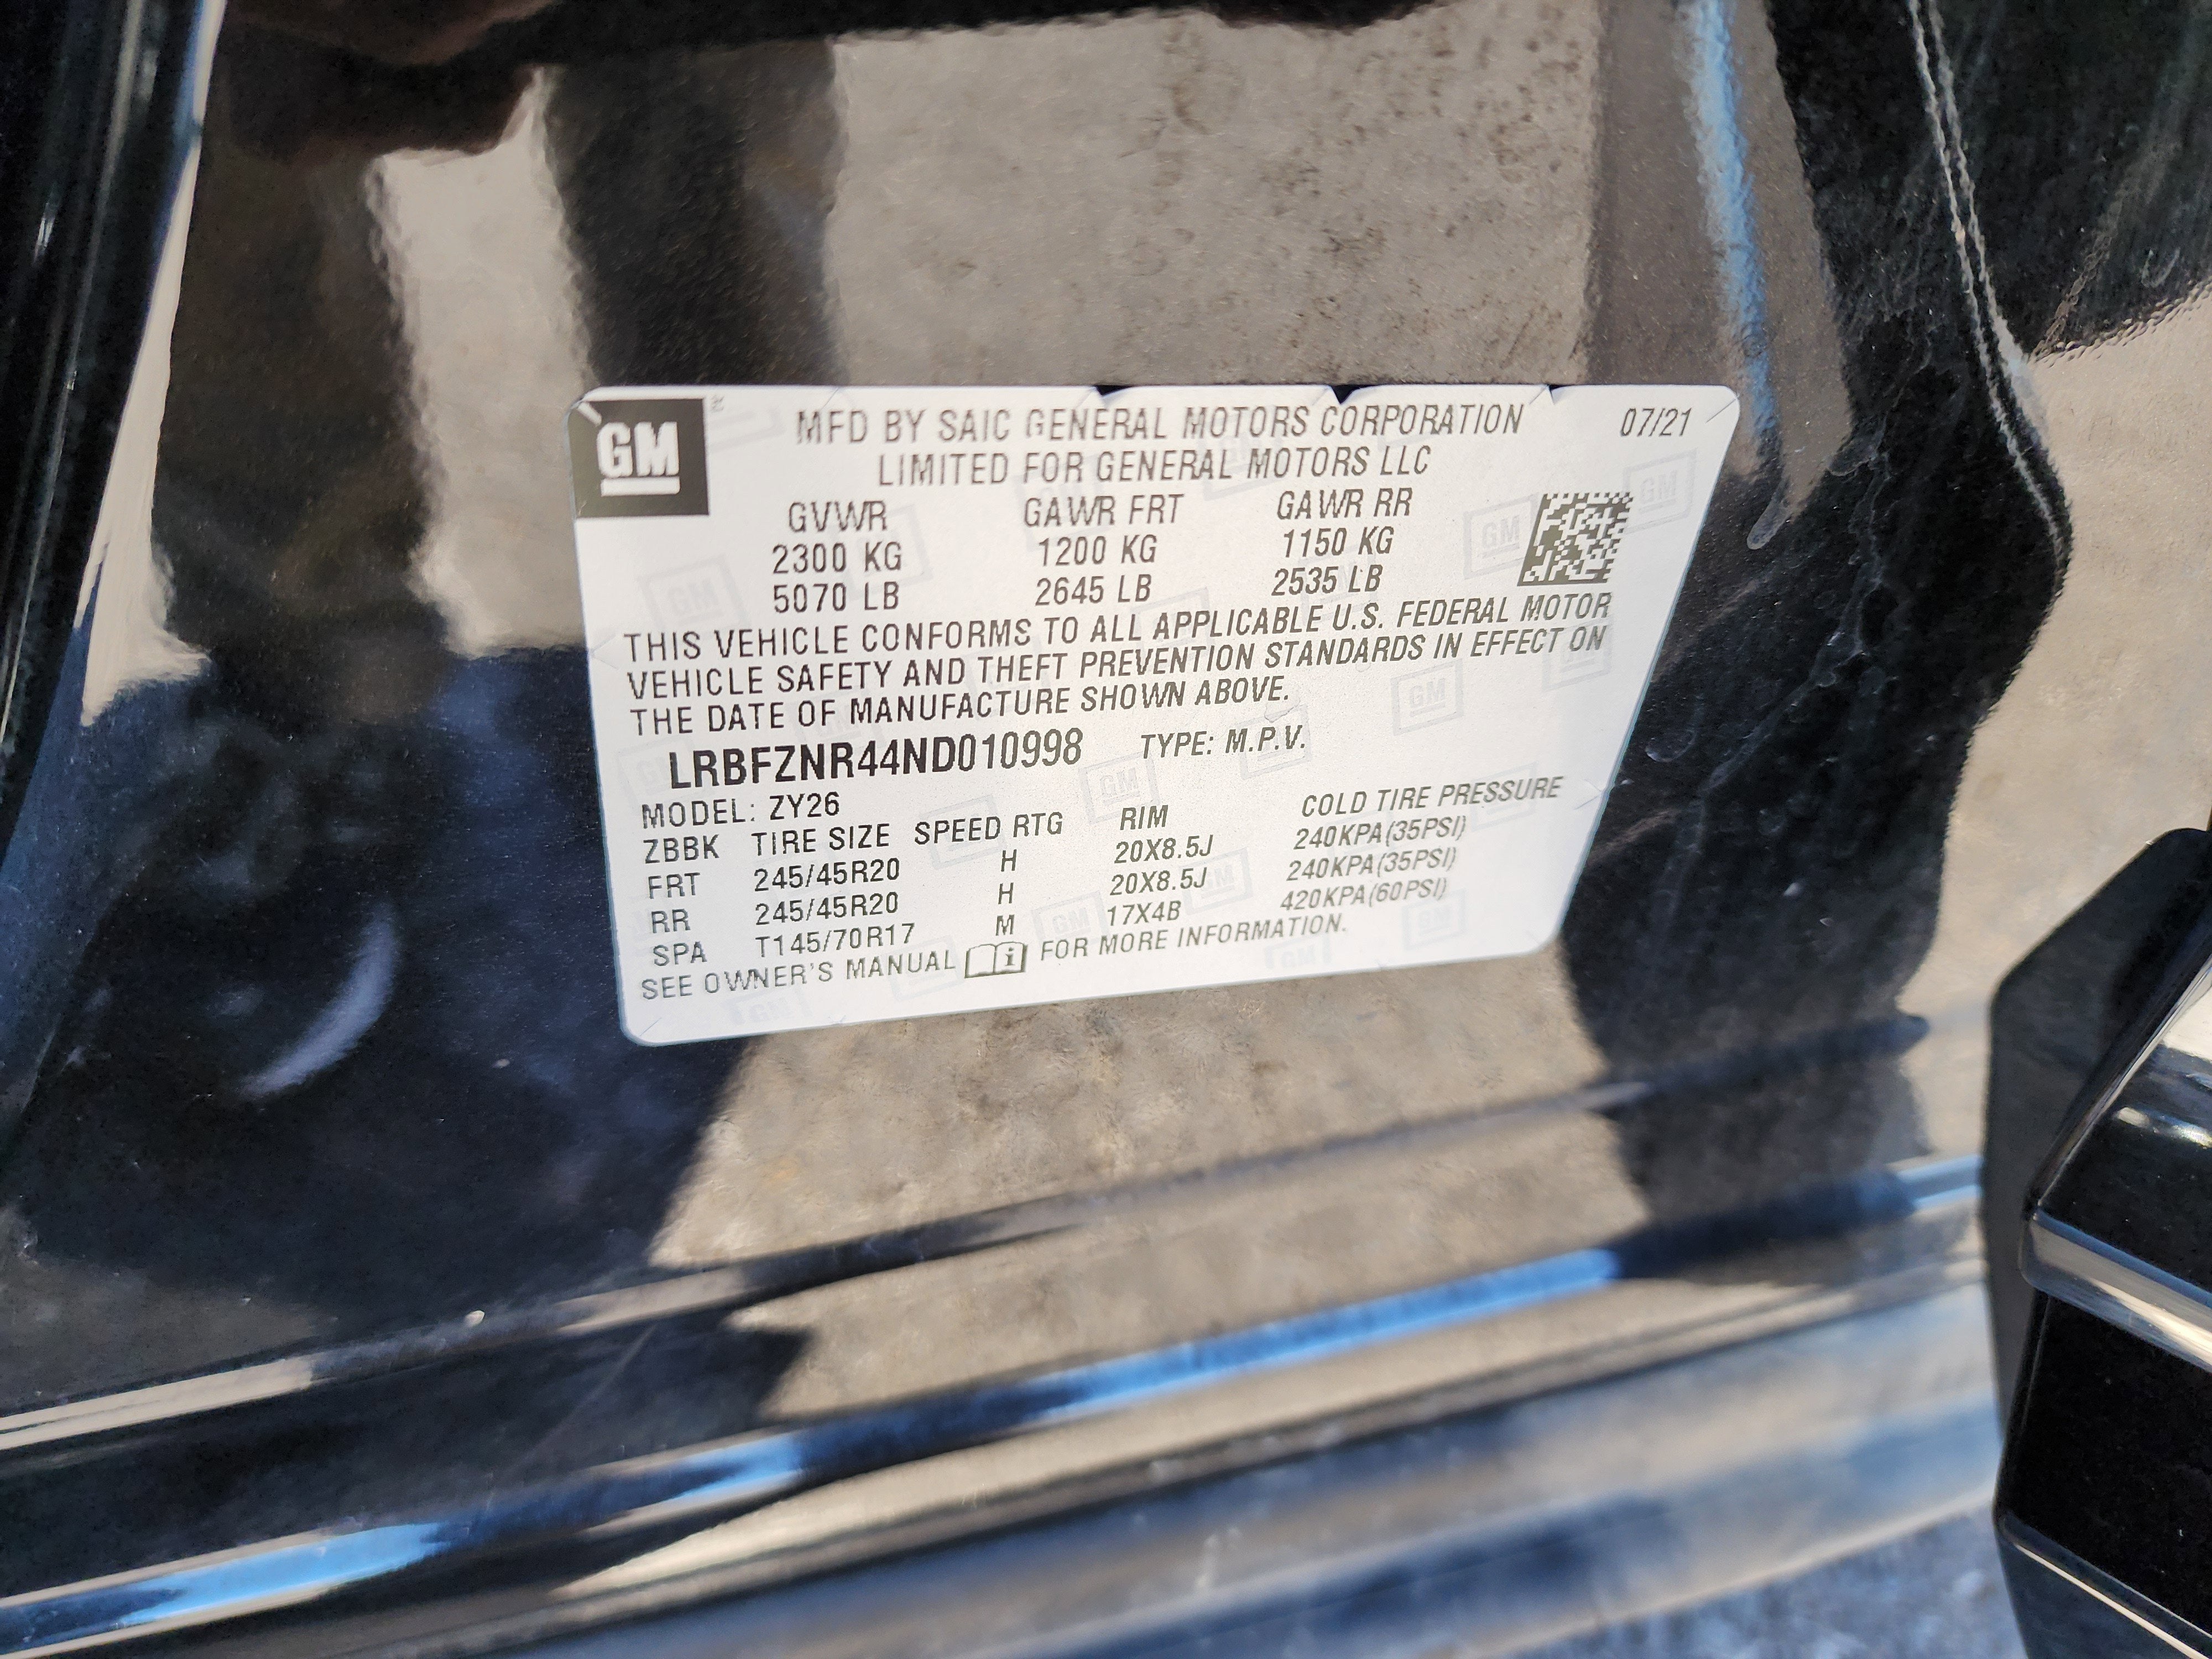 GM
MFD BY SAIC GENERAL MOTORS CORPORATION 07/21
LIMITED FOR GENERAL MOTORS LLC
GVWR GAWR FRT GAWR RR
2300 KG 1200 KG 1150 KG
5070 LB 2645 LB 2535 LB
THIS VEHICLE CONFORMS TO ALL APPLICABLE U.S. FEDERAL MOTOR
VEHICLE SAFETY AND THEFT PREVENTION STANDARDS IN EFFECT ON
THE DATE OF MANUFACTURE SHOWN ABOVE.
LRBFZNR44ND010998 TYPE: M.P.V.
MODEL: ZY26
ZBBK TIRE SIZE SPEED RTG RIM COLD TIRE PRESSURE
FRT 245/45R20 H 20X8.5J 240KPA(35PSI)
RR 245/45R20 H 20X8.5J 240KPA(35PSI)
SPA T145/70R17 M 17X4B 420KPA(60PSI)
SEE OWNER'S MANUAL FOR MORE INFORMATION.